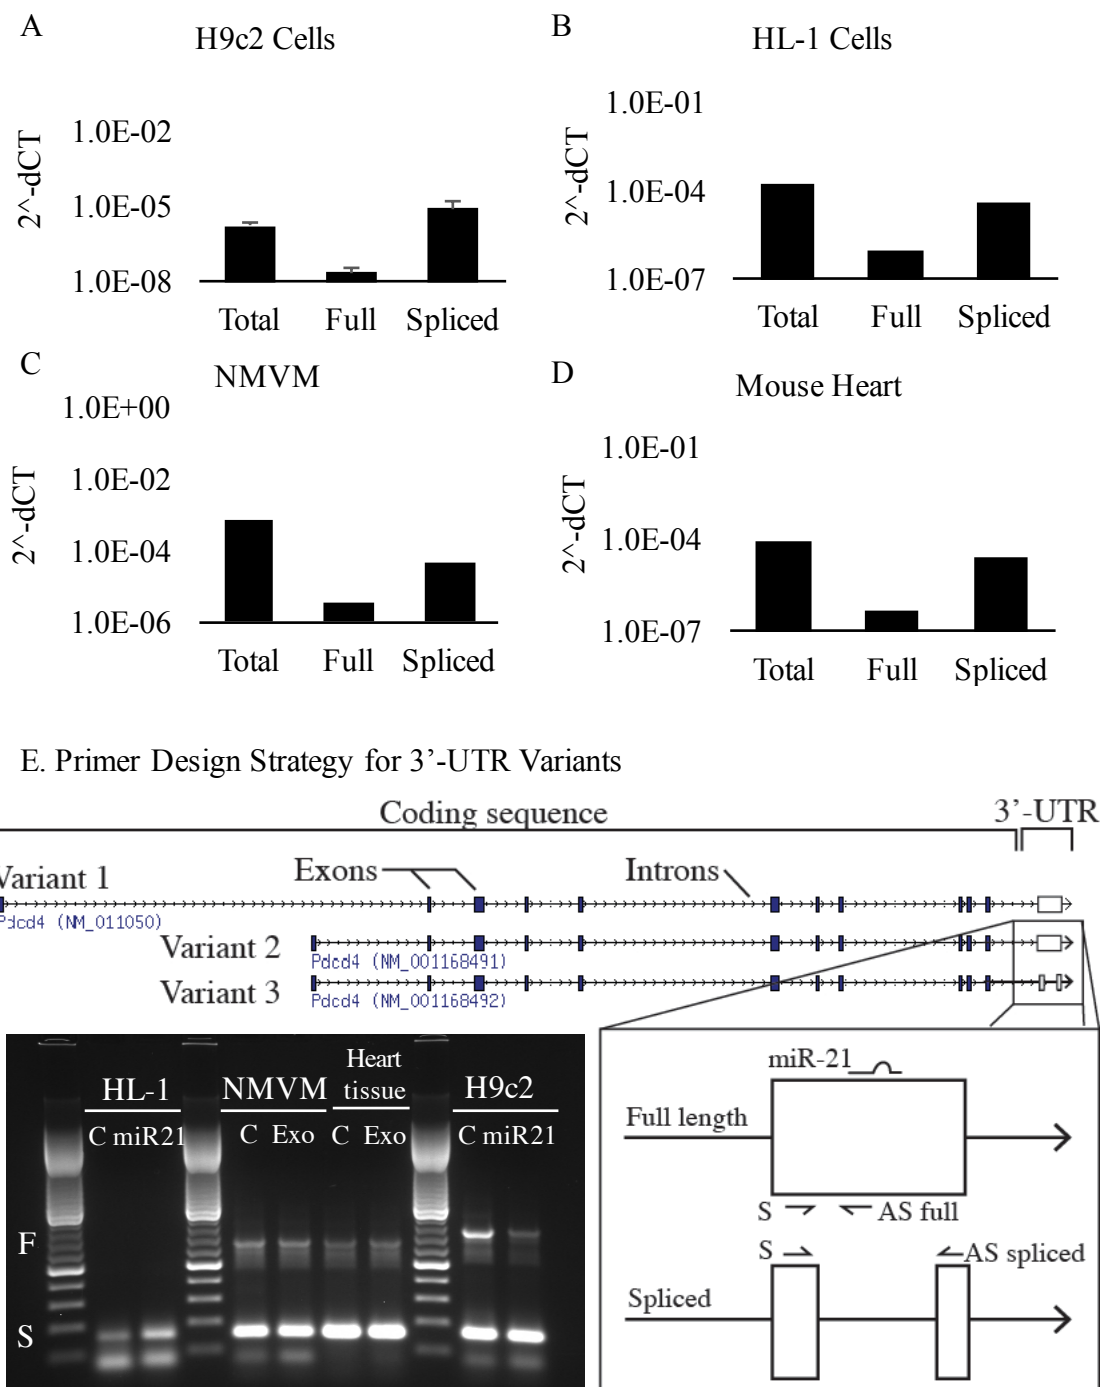 A
H9c2 Cells
2^-dCT
1.0E-02
1.0E-05
1.0E-08
Total Full Spliced
B
HL-1 Cells
2^-dCT
1.0E-01
1.0E-04
1.0E-07
Total Full Spliced
C
NMVM
2^-dCT
1.0E+00
1.0E-02
1.0E-04
1.0E-06
Total Full Spliced
D
Mouse Heart
2^-dCT
1.0E-01
1.0E-04
1.0E-07
Total Full Spliced
E. Primer Design Strategy for 3’-UTR Variants
Coding sequence
3’-UTR
Variant 1
Exons
Introns
Pdcd4 (NM_011050)
Variant 2
Pdcd4 (NM_001168491)
Variant 3
Pdcd4 (NM_001168492)
HL-1
NMVM
Heart
tissue
H9c2
C miR21
C Exo
C Exo
C miR21
F
S
miR-21
Full length
S
AS full
S
AS spliced
Spliced